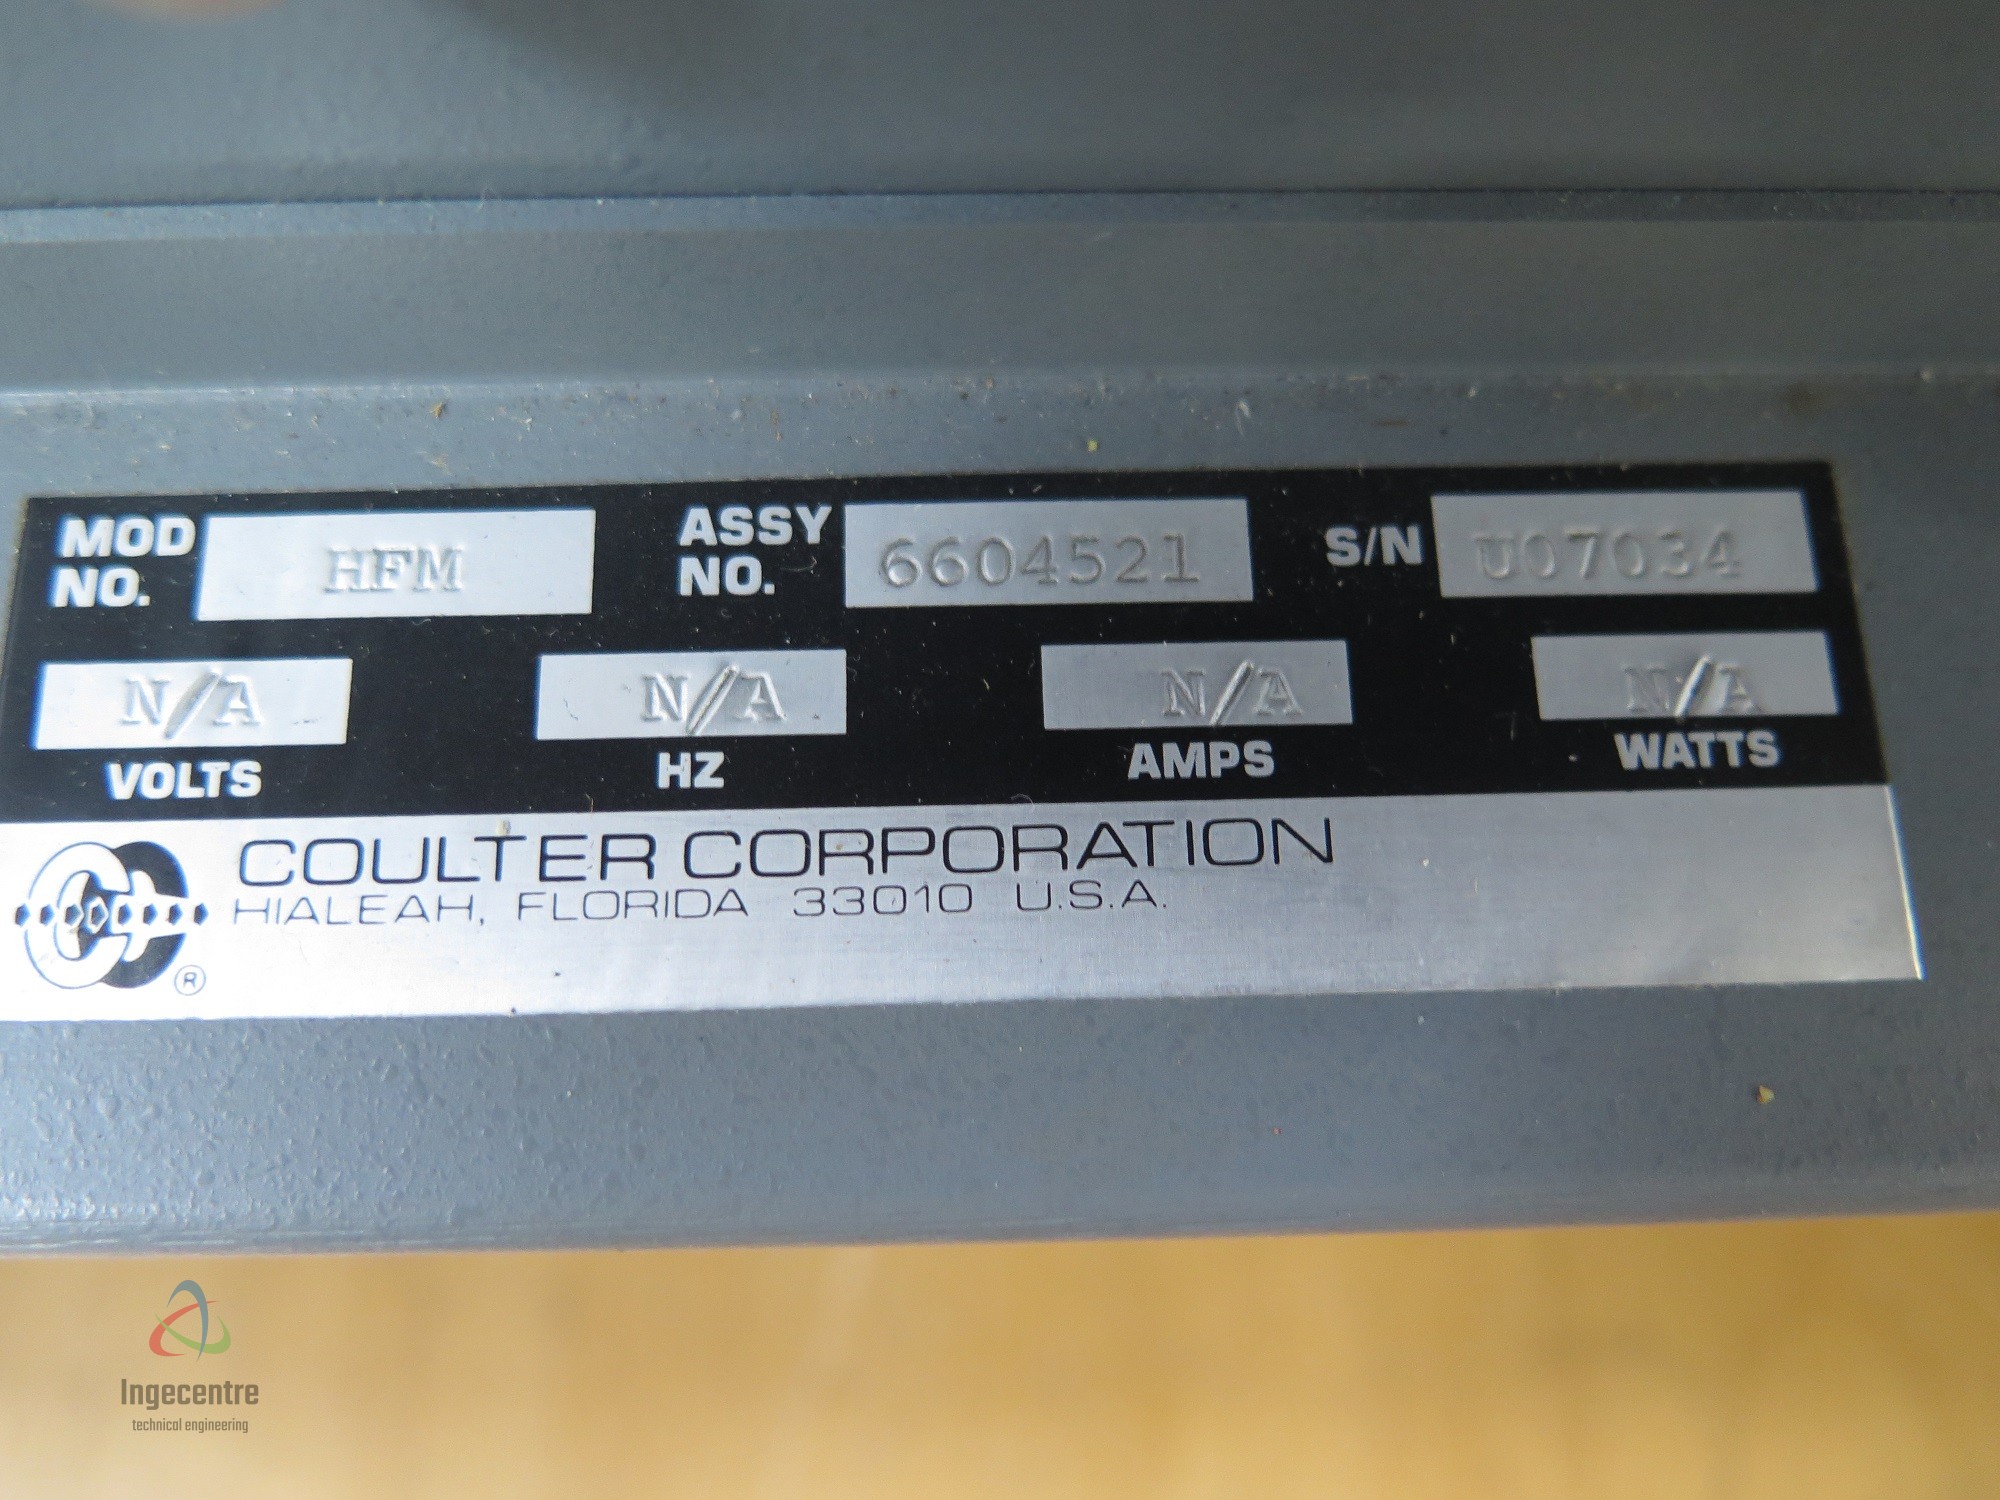 MOD NO. HFM ASSY NO. 6604521 S/N U07034
N/A N/A N/A N/A
VOLTS HZ AMPS WATTS
COULTER CORPORATION
HIALEAH, FLORIDA 33010 U.S.A.
®
Ingecentre
technical engineering